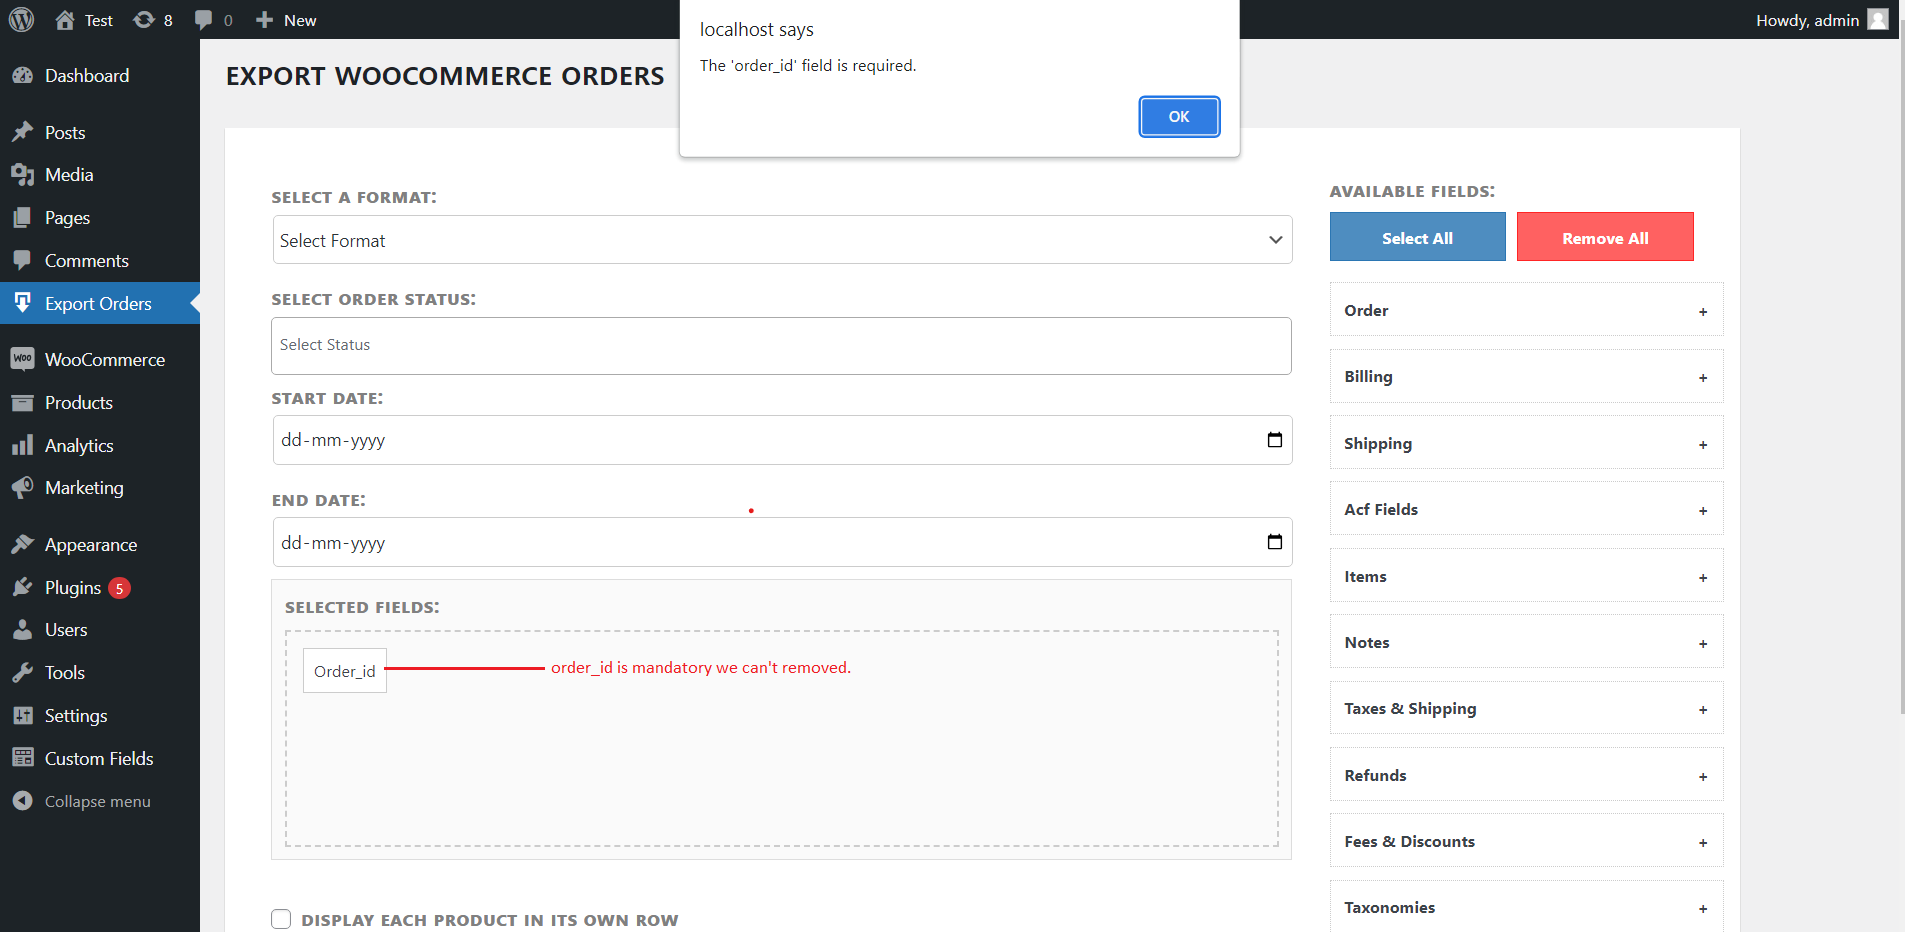 Test
8
0
New
Howdy, admin
localhost says
The 'order_id' field is required.
OK
Dashboard
Posts
Media
Pages
Comments
Export Orders
WOO
WooCommerce
Products
Analytics
Marketing
Appearance
Plugins 5
Users
Tools
Settings
Custom Fields
Collapse menu
EXPORT WOOCOMMERCE ORDERS
SELECT A FORMAT:
Select Format
SELECT ORDER STATUS:
Select Status
START DATE:
dd-mm-yyyy
END DATE:
dd-mm-yyyy
SELECTED FIELDS:
Order_id
order_id is mandatory we can't removed.
DISPLAY EACH PRODUCT IN ITS OWN ROW
AVAILABLE FIELDS:
Select All
Remove All
Order +
Billing +
Shipping +
Acf Fields +
Items +
Notes +
Taxes & Shipping +
Refunds +
Fees & Discounts +
Taxonomies +